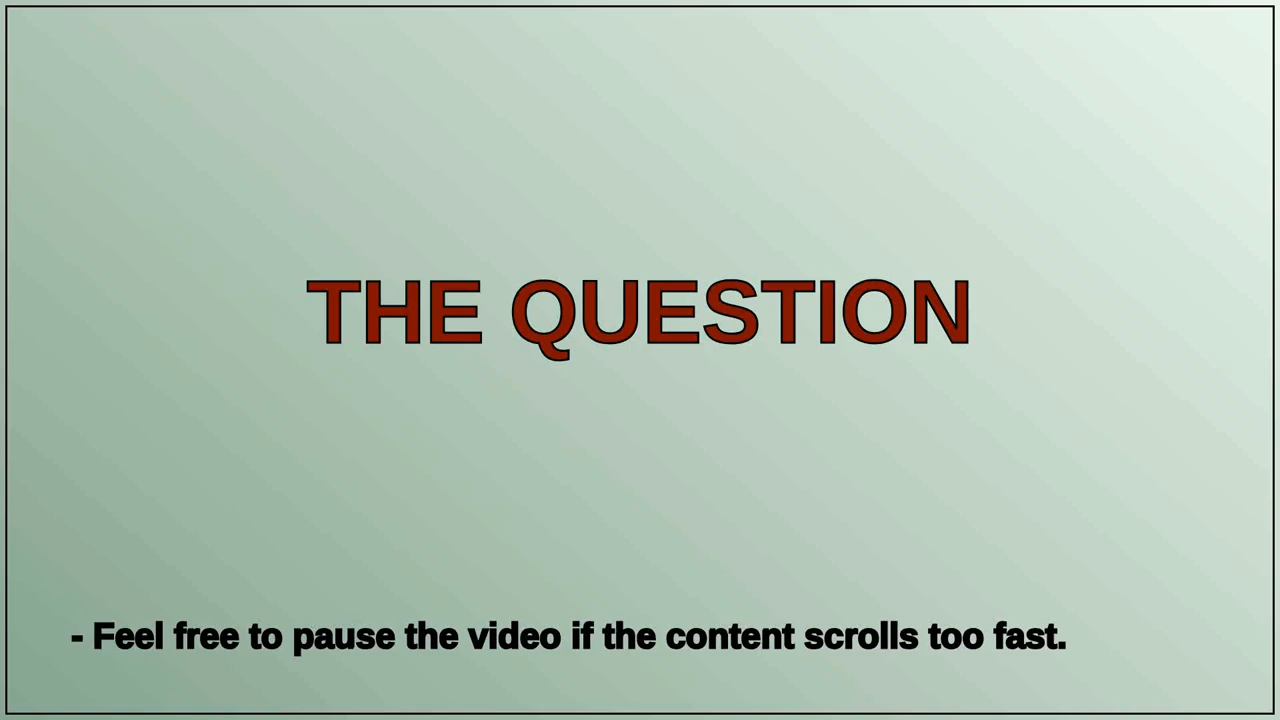 THE QUESTION
- Feel free to pause the video if the content scrolls too fast.